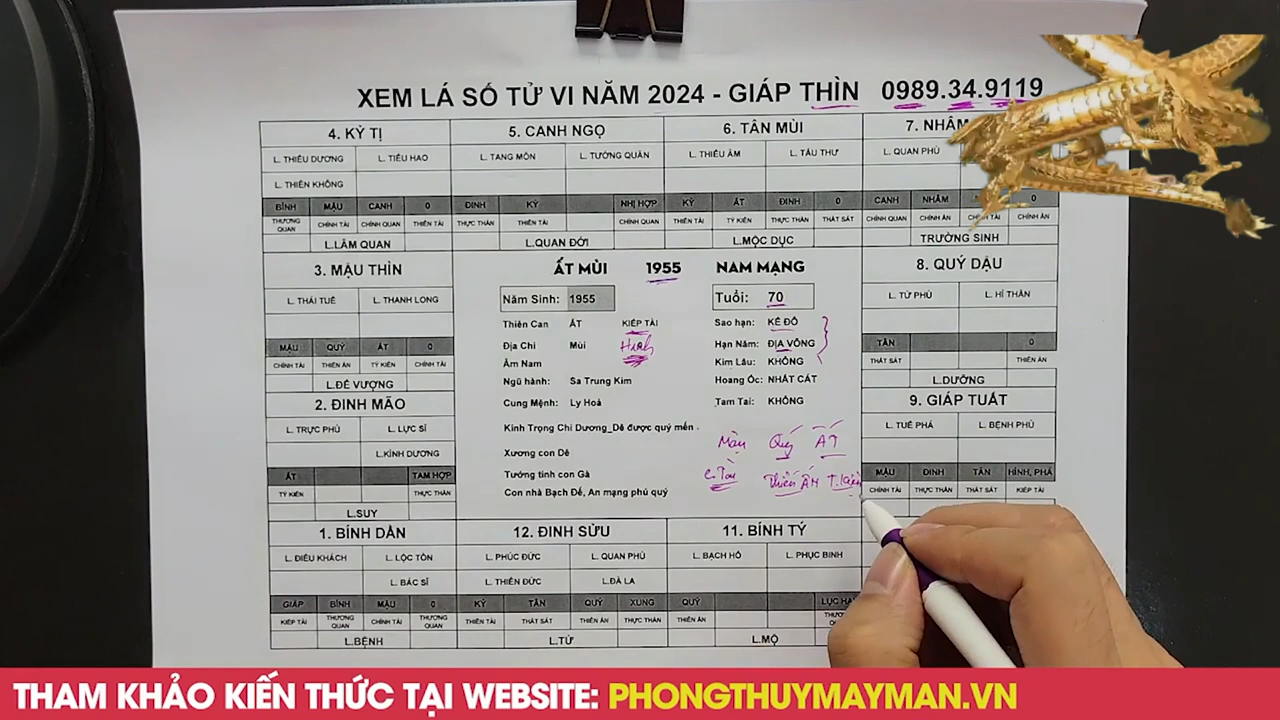 XEM LÁ SỐ TỬ VI NĂM 2024 - GIÁP THÌN 0989.34.9119
4. KỶ TỊ 5. CANH NGỌ 6. TÂN MÙI 7. NHÂM
L. THIẾU DƯƠNG L. TIỂU HAO L. TANG MÔN L. TƯỚNG QUÂN L. THIẾU ÂM L. TẤU THƯ L. QUAN PHÙ
L. THIÊN KHÔNG
BÍNH MẬU CANH 0 ĐINH KỶ NHỊ HỢP KỶ ẤT ĐINH 0 CANH NHÂM 0
THƯƠNG QUAN CHÍNH TÀI CHÍNH QUAN THIÊN TÀI THỰC THẦN THIÊN TÀI CHÍNH QUAN THIÊN TÀI TỶ KIÊN THỰC THẦN THẤT SÁT CHÍNH QUAN CHÍNH ẤN CHÍNH ẤN
L.LÂM QUAN L.QUAN ĐỚI L.MỘC DỤC TRƯỜNG SINH
3. MẬU THÌN ẤT MÙI 1955 NAM MẠNG 8. QUÝ DẬU
L. THÁI TUẾ L. THANH LONG Năm Sinh: 1955 Tuổi: 70 L. TỬ PHÙ L. HỈ THẦN
Thiên Can ẤT KIẾP TÀI Sao hạn: KẾ ĐÔ
MẬU QUÝ ẤT 0 Địa Chi Mùi Hình Hạn Năm: ĐỊA VÕNG TÂN 0
CHÍNH TÀI THIÊN ẤN TỶ KIÊN CHÍNH TÀI Âm Nam Kim Lâu: KHÔNG THẤT SÁT THIÊN ẤN
L.ĐẾ VƯỢNG Ngũ hành: Sa Trung Kim Hoang Ốc: NHẤT CÁT L.DƯỠNG
2. ĐINH MÃO Cung Mệnh: Ly Hoả Tam Tai: KHÔNG 9. GIÁP TUẤT
L. TRỰC PHÙ L. LỰC SĨ Kính Trọng Chi Dương_Dê được quý mến L. TUẾ PHÁ L. BỆNH PHÙ
L.KÌNH DƯƠNG Xương con Dê Mậu Quý ẤT
ẤT TAM HỢP Tướng tinh con Gà C.Tài Thiên ẤN T.Kiên MẬU ĐINH TÂN HÌNH, PHÁ
TỶ KIÊN THỰC THẦN Con nhà Bạch Đế, An mạng phú quý CHÍNH TÀI THỰC THẦN THẤT SÁT KIẾP TÀI
L.SUY
1. BÍNH DẦN 12. ĐINH SỬU 11. BÍNH TÝ
L. ĐIẾU KHÁCH L. LỘC TỒN L. PHÚC ĐỨC L. QUAN PHỦ L. BẠCH HỔ L. PHỤC BINH
L. BÁC SĨ L. THIÊN ĐỨC L.ĐÀ LA
GIÁP BÍNH MẬU 0 KỶ TÂN QUÝ XUNG QUÝ
KIẾP TÀI THƯƠNG QUAN CHÍNH TÀI THƯƠNG QUAN THIÊN TÀI THẤT SÁT THIÊN ẤN THỰC THẦN THIÊN ẤN
L.BỆNH L.TỬ L.MỘ
THAM KHẢO KIẾN THỨC TẠI WEBSITE: PHONGTHUYMAYMAN.VN